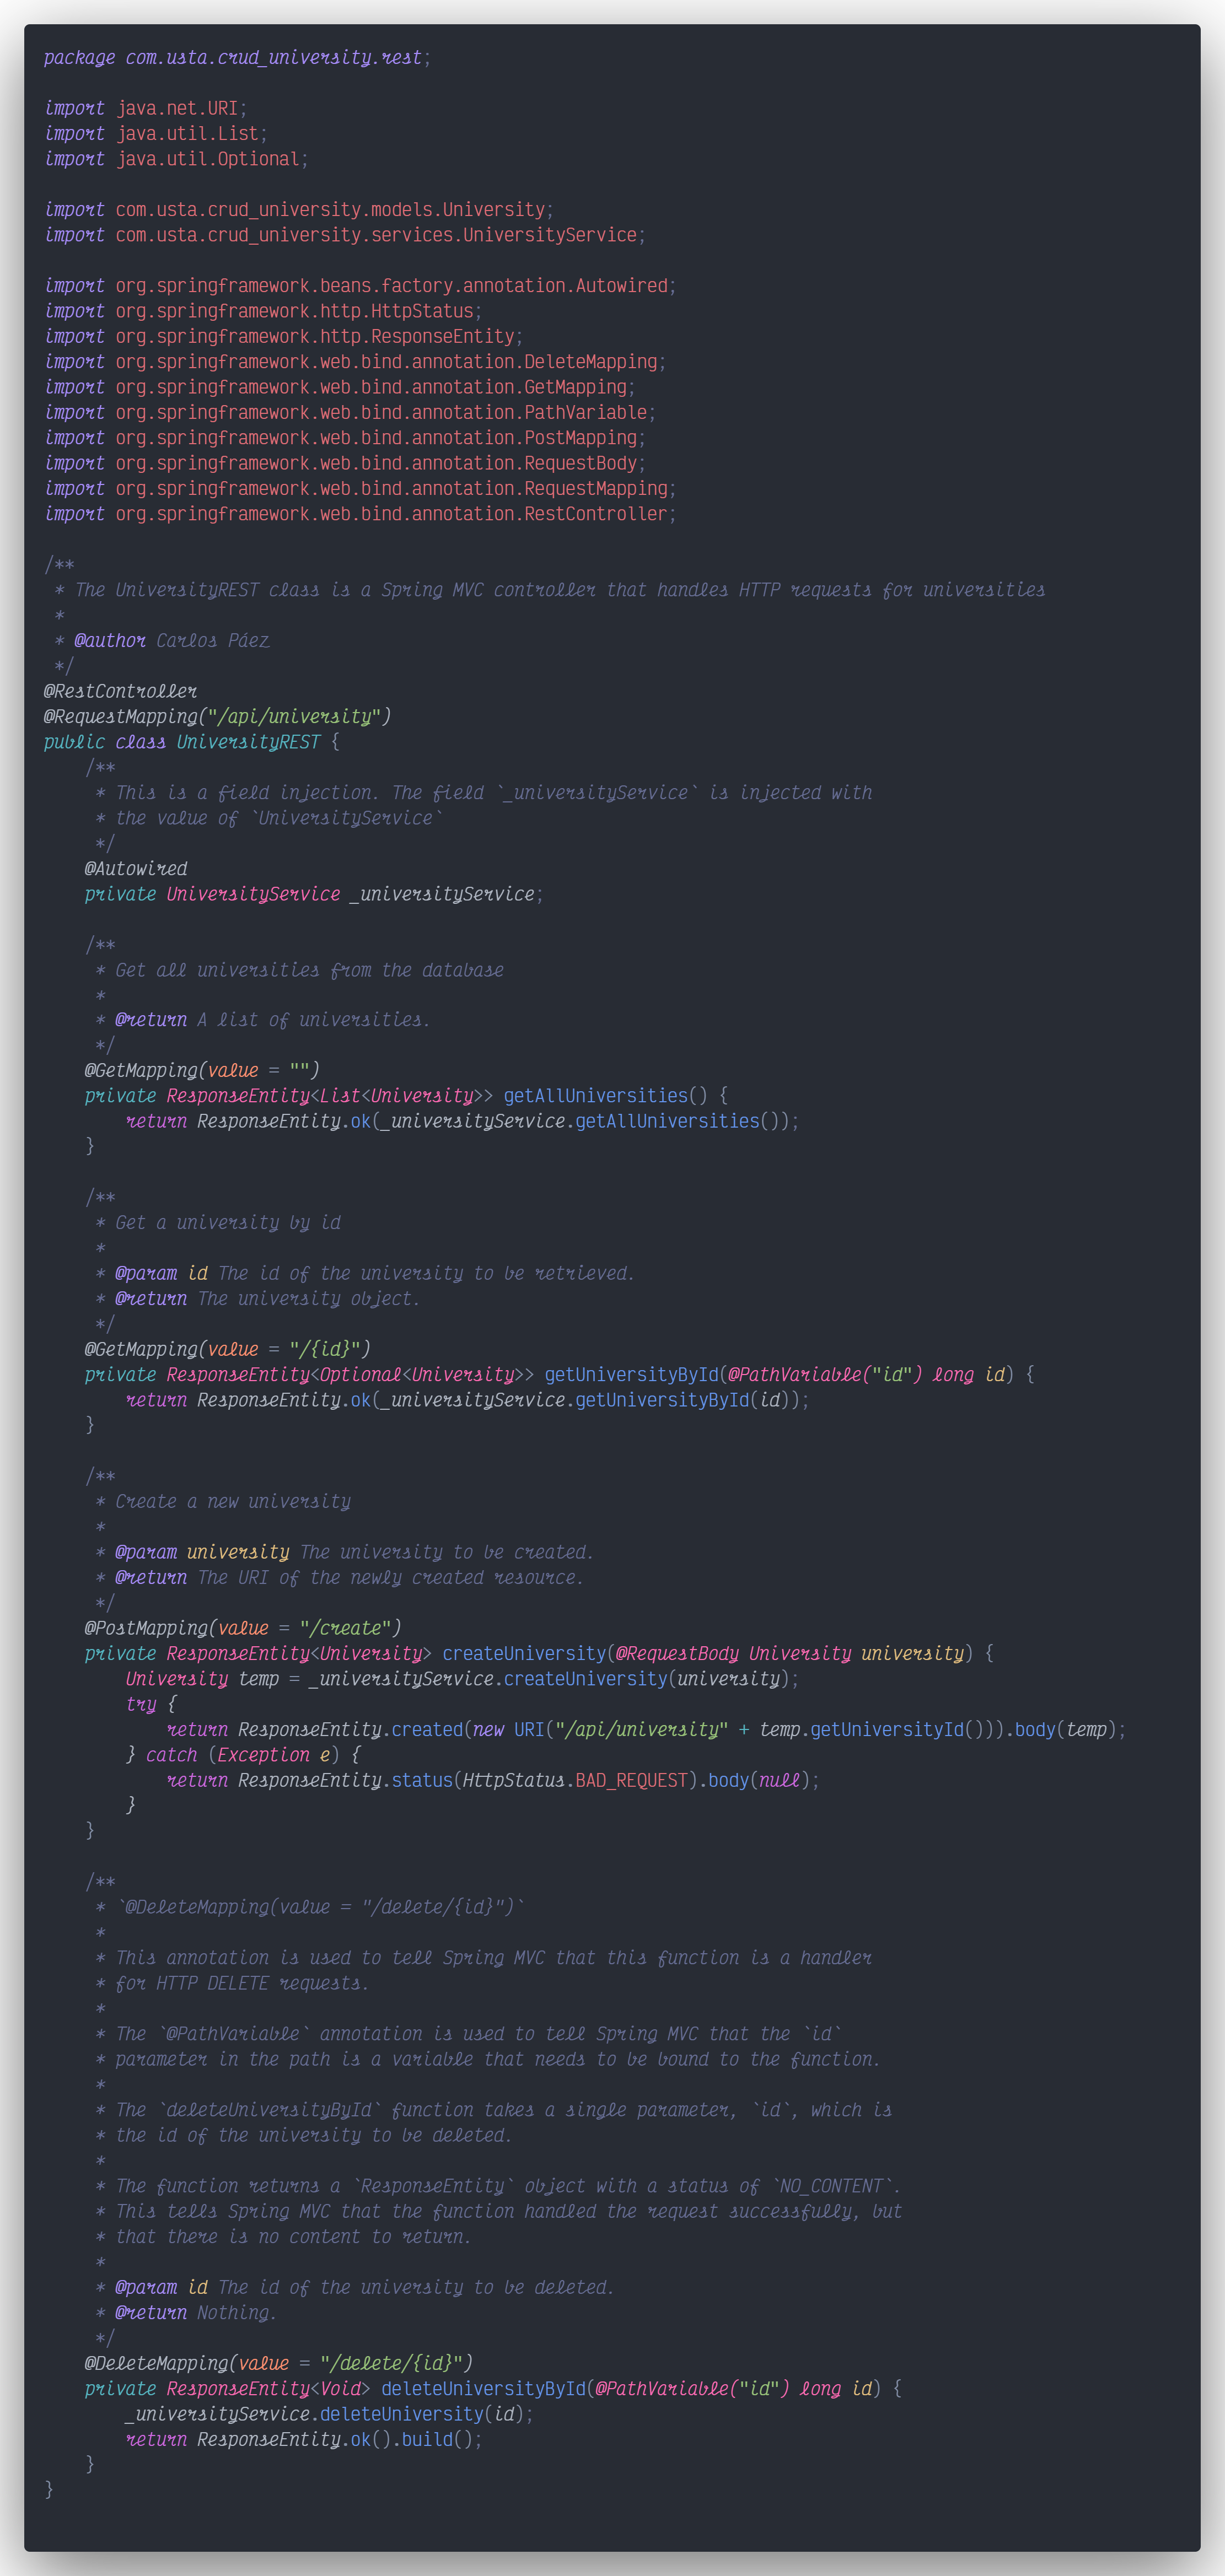 package com.usta.crud_university.rest;

import java.net.URI;
import java.util.List;
import java.util.Optional;

import com.usta.crud_university.models.University;
import com.usta.crud_university.services.UniversityService;

import org.springframework.beans.factory.annotation.Autowired;
import org.springframework.http.HttpStatus;
import org.springframework.http.ResponseEntity;
import org.springframework.web.bind.annotation.DeleteMapping;
import org.springframework.web.bind.annotation.GetMapping;
import org.springframework.web.bind.annotation.PathVariable;
import org.springframework.web.bind.annotation.PostMapping;
import org.springframework.web.bind.annotation.RequestBody;
import org.springframework.web.bind.annotation.RequestMapping;
import org.springframework.web.bind.annotation.RestController;

/**
 * The UniversityREST class is a Spring MVC controller that handles HTTP requests for universities
 *
 * @author Carlos Páez
 */
@RestController
@RequestMapping("/api/university")
public class UniversityREST {
    /**
     * This is a field injection. The field `_universityService` is injected with
     * the value of `UniversityService`
     */
    @Autowired
    private UniversityService _universityService;

    /**
     * Get all universities from the database
     *
     * @return A list of universities.
     */
    @GetMapping(value = "")
    private ResponseEntity<List<University>> getAllUniversities() {
        return ResponseEntity.ok(_universityService.getAllUniversities());
    }

    /**
     * Get a university by id
     *
     * @param id The id of the university to be retrieved.
     * @return The university object.
     */
    @GetMapping(value = "/{id}")
    private ResponseEntity<Optional<University>> getUniversityById(@PathVariable("id") long id) {
        return ResponseEntity.ok(_universityService.getUniversityById(id));
    }

    /**
     * Create a new university
     *
     * @param university The university to be created.
     * @return The URI of the newly created resource.
     */
    @PostMapping(value = "/create")
    private ResponseEntity<University> createUniversity(@RequestBody University university) {
        University temp = _universityService.createUniversity(university);
        try {
            return ResponseEntity.created(new URI("/api/university" + temp.getUniversityId())).body(temp);
        } catch (Exception e) {
            return ResponseEntity.status(HttpStatus.BAD_REQUEST).body(null);
        }
    }

    /**
     * `@DeleteMapping(value = "/delete/{id}")`
     *
     * This annotation is used to tell Spring MVC that this function is a handler
     * for HTTP DELETE requests.
     *
     * The `@PathVariable` annotation is used to tell Spring MVC that the `id`
     * parameter in the path is a variable that needs to be bound to the function.
     *
     * The `deleteUniversityById` function takes a single parameter, `id`, which is
     * the id of the university to be deleted.
     *
     * The function returns a `ResponseEntity` object with a status of `NO_CONTENT`.
     * This tells Spring MVC that the function handled the request successfully, but
     * that there is no content to return.
     *
     * @param id The id of the university to be deleted.
     * @return Nothing.
     */
    @DeleteMapping(value = "/delete/{id}")
    private ResponseEntity<Void> deleteUniversityById(@PathVariable("id") long id) {
        _universityService.deleteUniversity(id);
        return ResponseEntity.ok().build();
    }
}